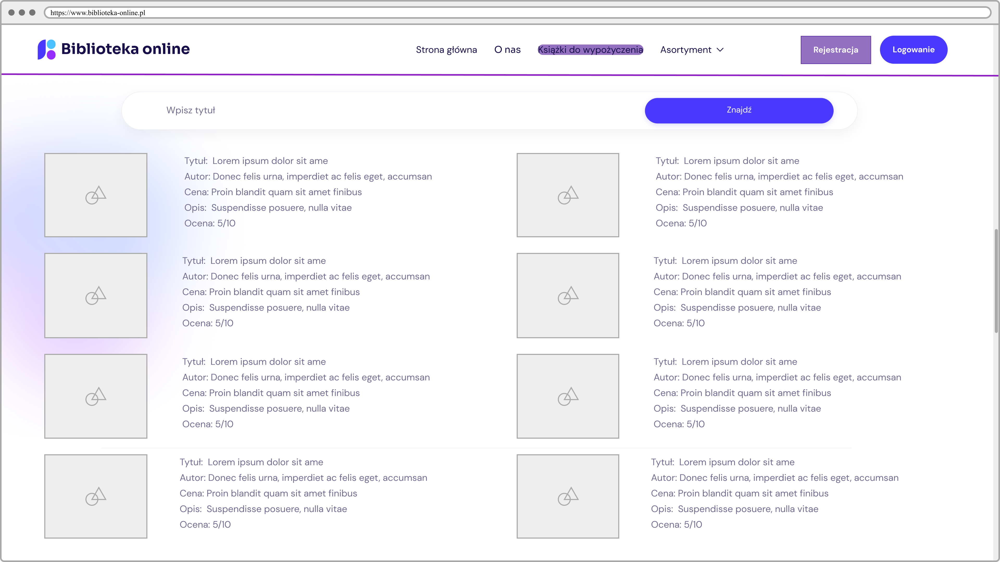 https://www.biblioteka-online.pl
Biblioteka online
Strona główna
O nas
Książki do wypożyczenia
Asortyment
Rejestracja
Logowanie
Wpisz tytuł
Znajdź
Tytuł: Lorem ipsum dolor sit ame
Autor: Donec felis urna, imperdiet ac felis eget, accumsan
Cena: Proin blandit quam sit amet finibus
Opis: Suspendisse posuere, nulla vitae
Ocena: 5/10
Tytuł: Lorem ipsum dolor sit ame
Autor: Donec felis urna, imperdiet ac felis eget, accumsan
Cena: Proin blandit quam sit amet finibus
Opis: Suspendisse posuere, nulla vitae
Ocena: 5/10
Tytuł: Lorem ipsum dolor sit ame
Autor: Donec felis urna, imperdiet ac felis eget, accumsan
Cena: Proin blandit quam sit amet finibus
Opis: Suspendisse posuere, nulla vitae
Ocena: 5/10
Tytuł: Lorem ipsum dolor sit ame
Autor: Donec felis urna, imperdiet ac felis eget, accumsan
Cena: Proin blandit quam sit amet finibus
Opis: Suspendisse posuere, nulla vitae
Ocena: 5/10
Tytuł: Lorem ipsum dolor sit ame
Autor: Donec felis urna, imperdiet ac felis eget, accumsan
Cena: Proin blandit quam sit amet finibus
Opis: Suspendisse posuere, nulla vitae
Ocena: 5/10
Tytuł: Lorem ipsum dolor sit ame
Autor: Donec felis urna, imperdiet ac felis eget, accumsan
Cena: Proin blandit quam sit amet finibus
Opis: Suspendisse posuere, nulla vitae
Ocena: 5/10
Tytuł: Lorem ipsum dolor sit ame
Autor: Donec felis urna, imperdiet ac felis eget, accumsan
Cena: Proin blandit quam sit amet finibus
Opis: Suspendisse posuere, nulla vitae
Ocena: 5/10
Tytuł: Lorem ipsum dolor sit ame
Autor: Donec felis urna, imperdiet ac felis eget, accumsan
Cena: Proin blandit quam sit amet finibus
Opis: Suspendisse posuere, nulla vitae
Ocena: 5/10